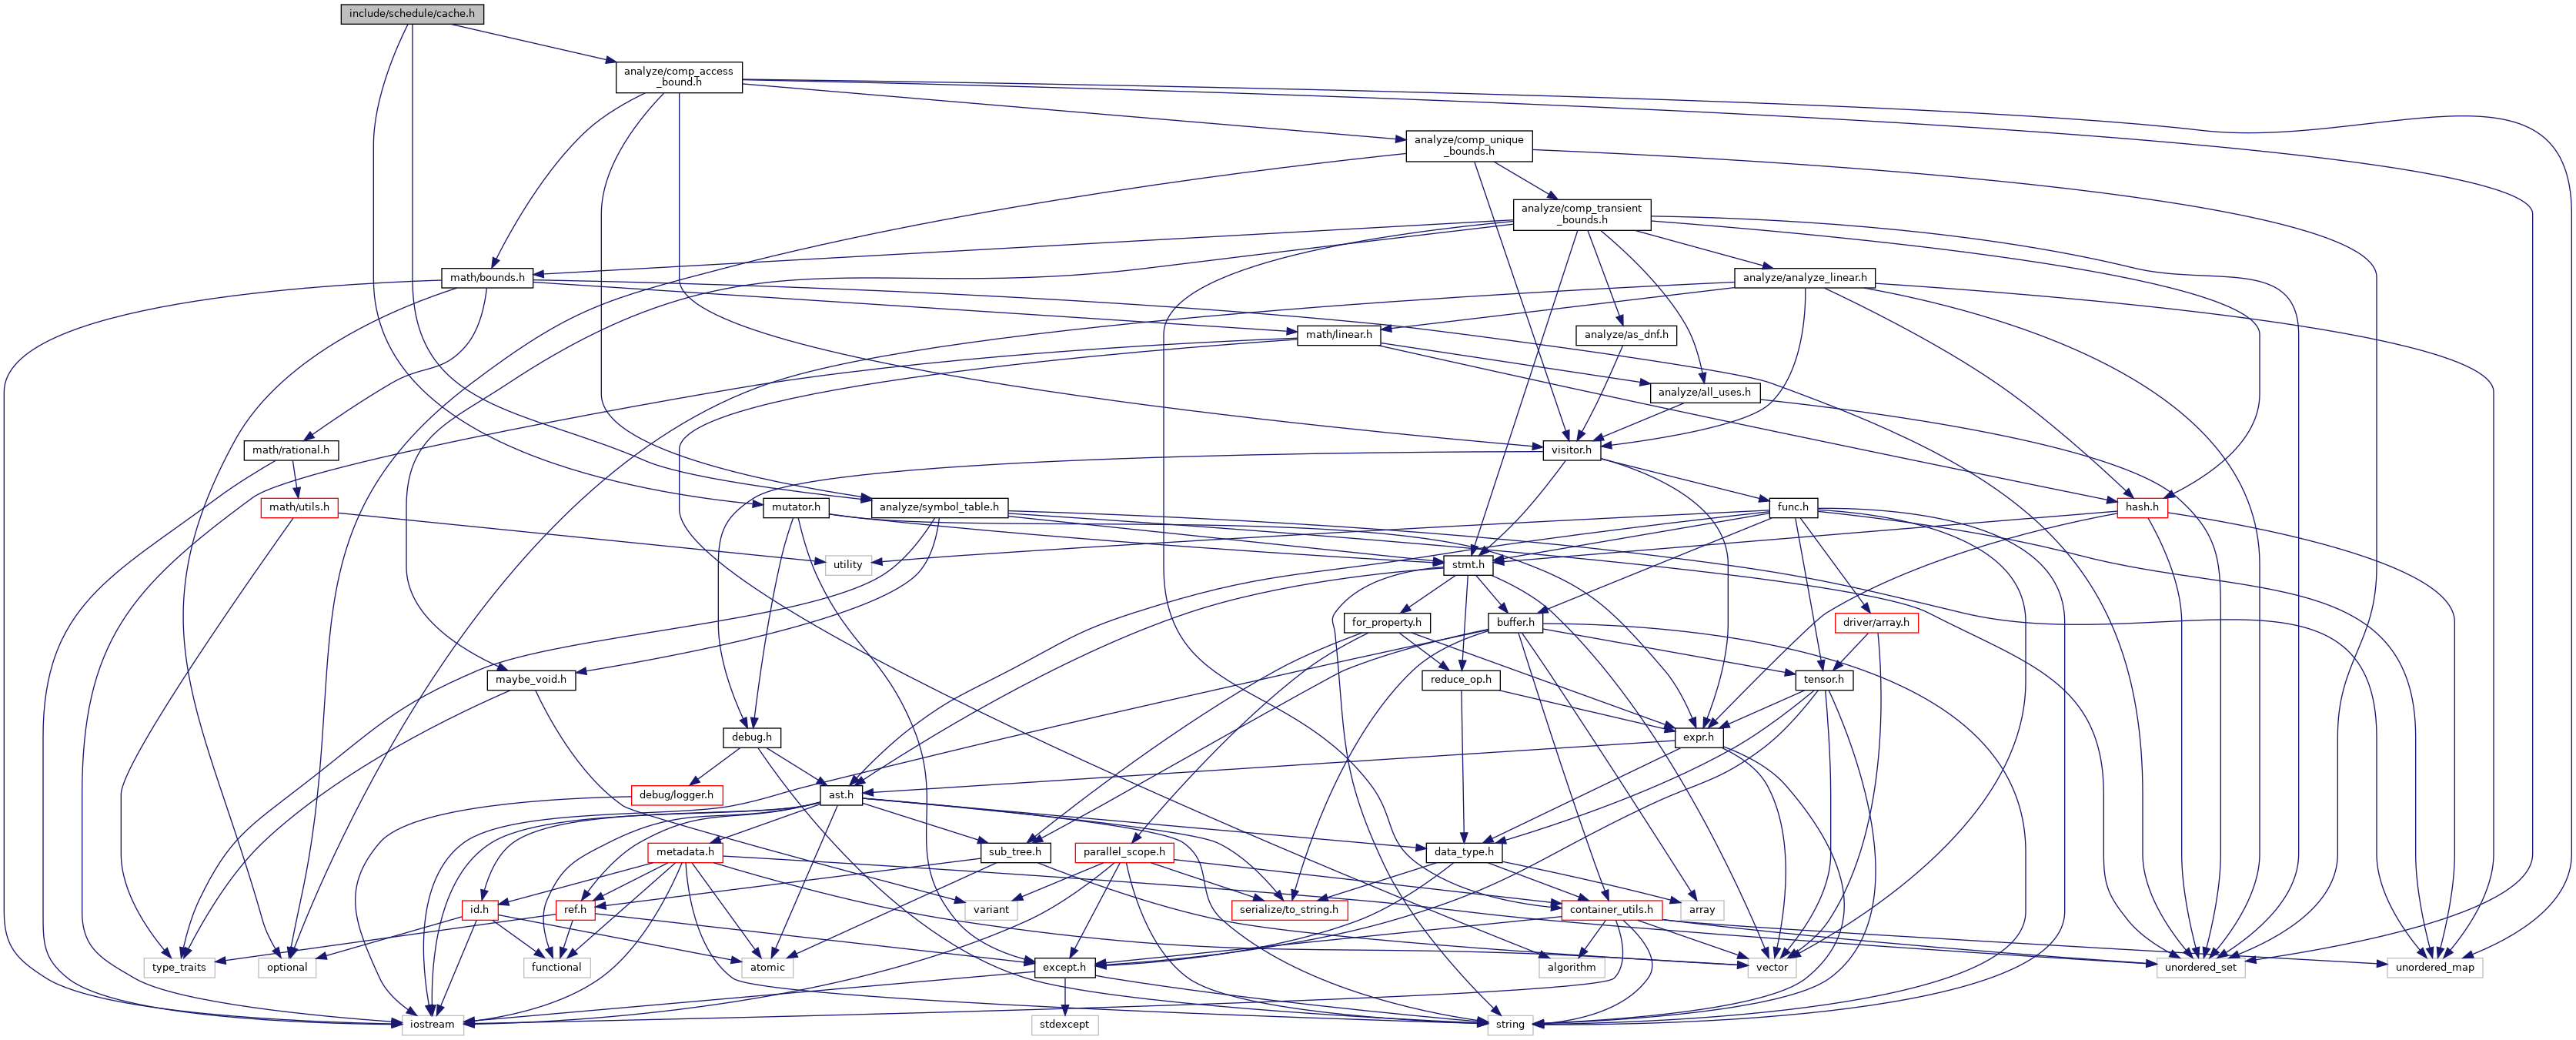 include/schedule/cache.h
analyze/comp_access
_bound.h
analyze/comp_unique
_bounds.h
analyze/comp_transient
_bounds.h
math/bounds.h
analyze/analyze_linear.h
math/linear.h
analyze/as_dnf.h
analyze/all_uses.h
math/rational.h
visitor.h
math/utils.h
mutator.h
analyze/symbol_table.h
func.h
hash.h
utility
stmt.h
for_property.h
buffer.h
driver/array.h
maybe_void.h
reduce_op.h
tensor.h
debug.h
expr.h
debug/logger.h
ast.h
metadata.h
sub_tree.h
parallel_scope.h
data_type.h
id.h
ref.h
variant
serialize/to_string.h
container_utils.h
array
type_traits
optional
functional
atomic
except.h
algorithm
vector
unordered_set
unordered_map
iostream
stdexcept
string